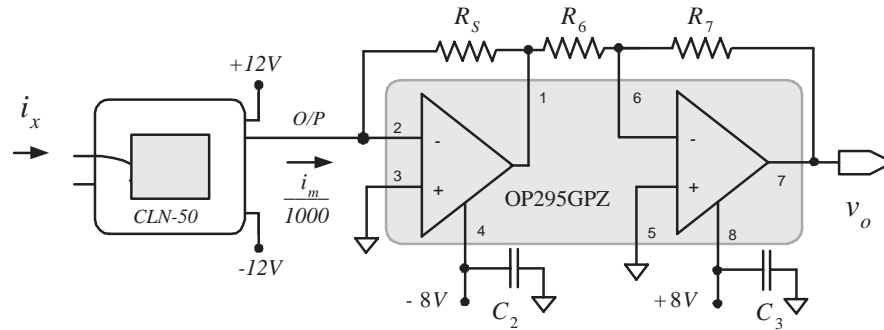 R_S R_6 R_7
+12V
i_x
O/P
1 6
2 - -
i_m
1000
3 + + 7
OP295GPZ
CLN-50
4 5 8
v_o
-12V
- 8V C_2 +8V C_3